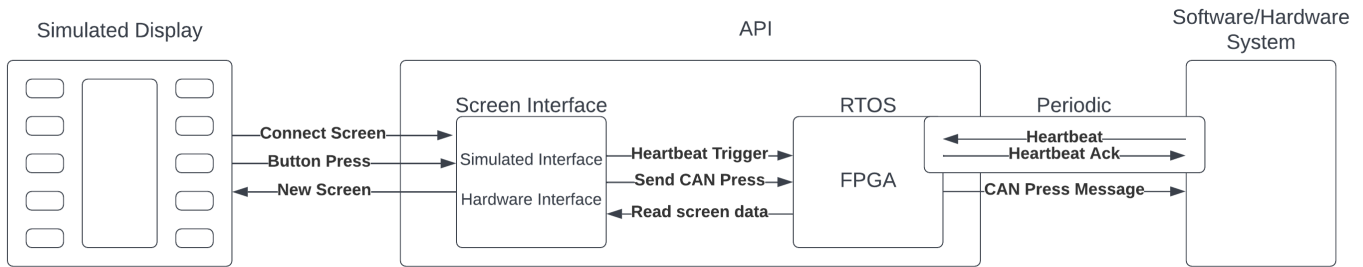 Simulated Display
API
Software/Hardware
System
Screen Interface
RTOS
Periodic
Connect Screen
Button Press
New Screen
Simulated Interface
Hardware Interface
Heartbeat Trigger
Send CAN Press
Read screen data
FPGA
Heartbeat
Heartbeat Ack
CAN Press Message